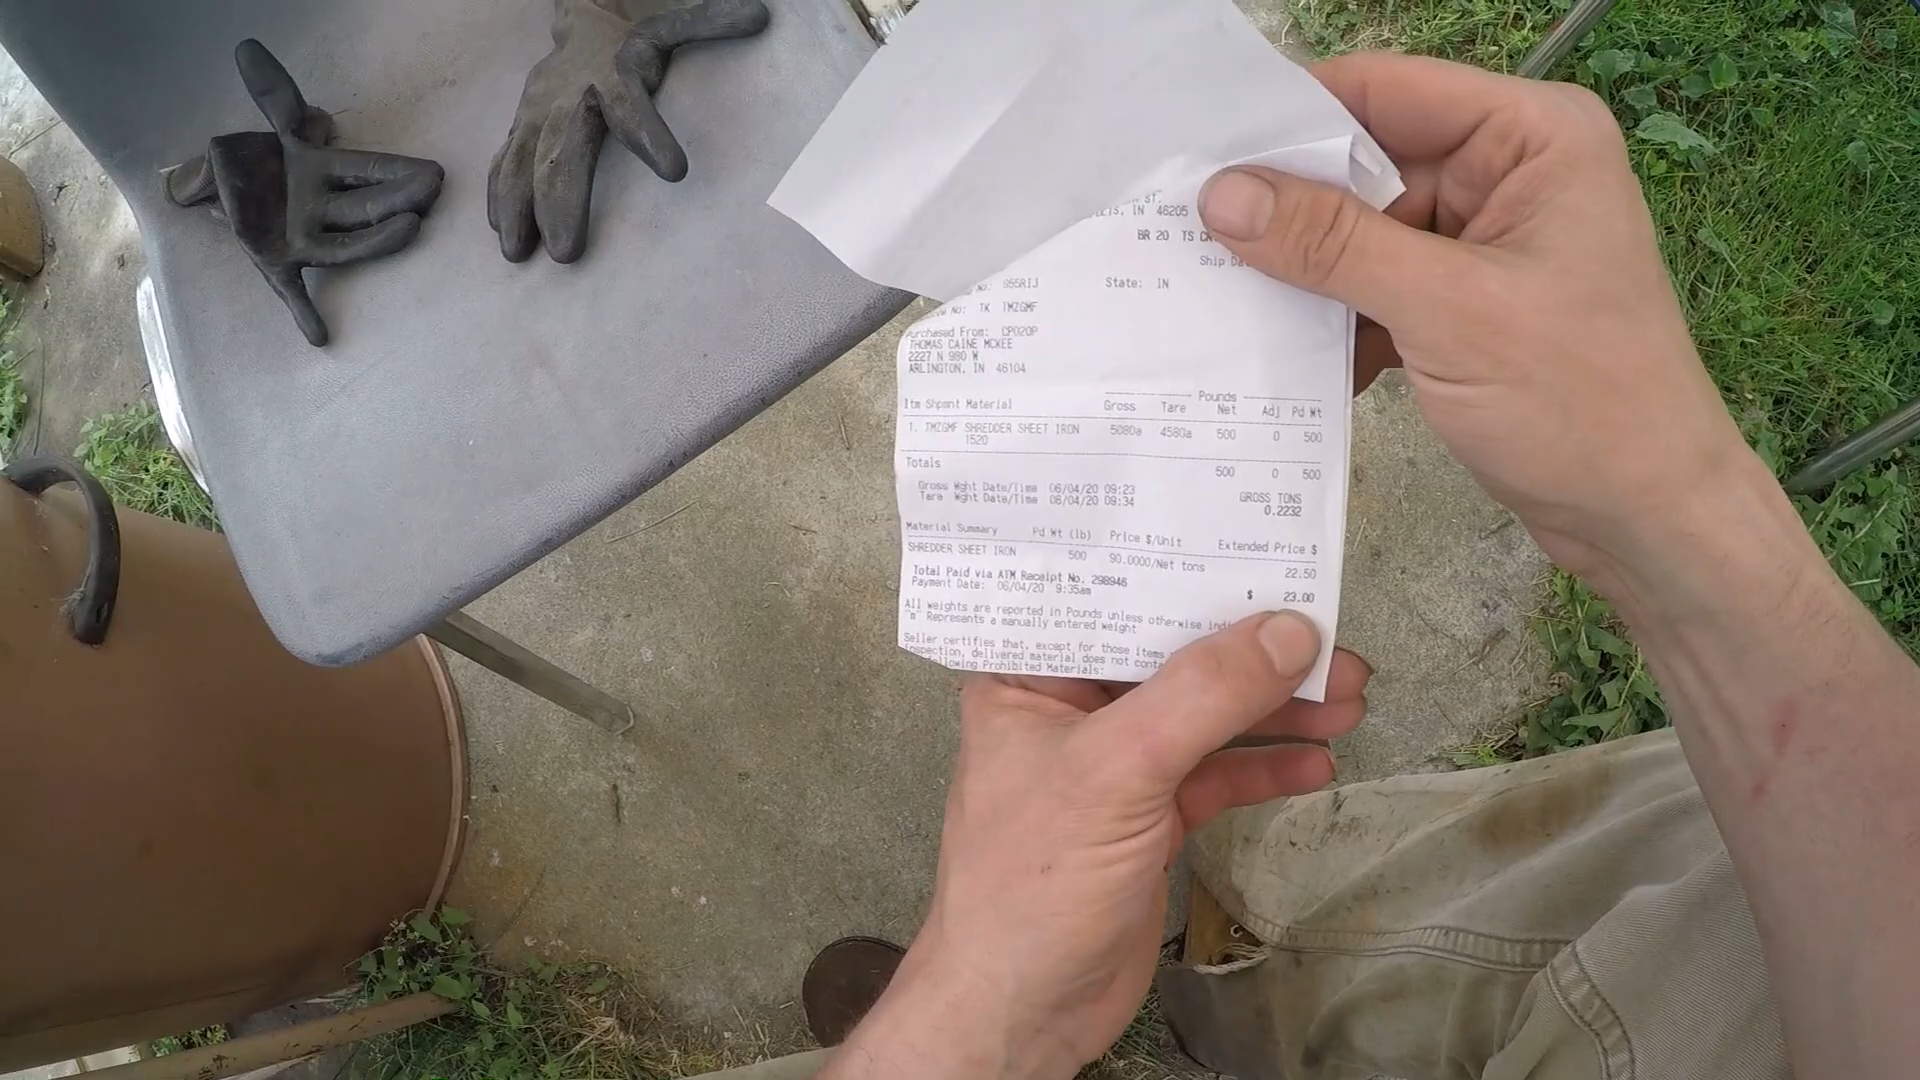 ST.
IN 46205
BR 20 TS
Ship
No: 955RIJ State: IN
No: TK TMZGMF
Purchased From: CP020P
THOMAS CAINE MCKEE
2227 N 980 W
ARLINGTON, IN 46104
Pounds
Itm Shpmnt Material Gross Tare Net Adj Pd Wt
1. TMZGMF SHREDDER SHEET IRON 5080a 4580a 500 0 500
1520
Totals 500 0 500
Gross Wght Date/Time 06/04/20 09:23
Tare Wght Date/Time 06/04/20 09:34
GROSS TONS
0.2232
Material Summary Pd Wt (lb) Price $/Unit Extended Price $
SHREDDER SHEET IRON 500 90.0000/Net tons 22.50
Total Paid via ATM Receipt No. 298946 $ 23.00
Payment Date: 06/04/20 9:35am
All weights are reported in Pounds unless otherwise indi
"m" Represents a manually entered weight
Seller certifies that, except for those items
inspection, delivered material does not conta
following Prohibited Materials: